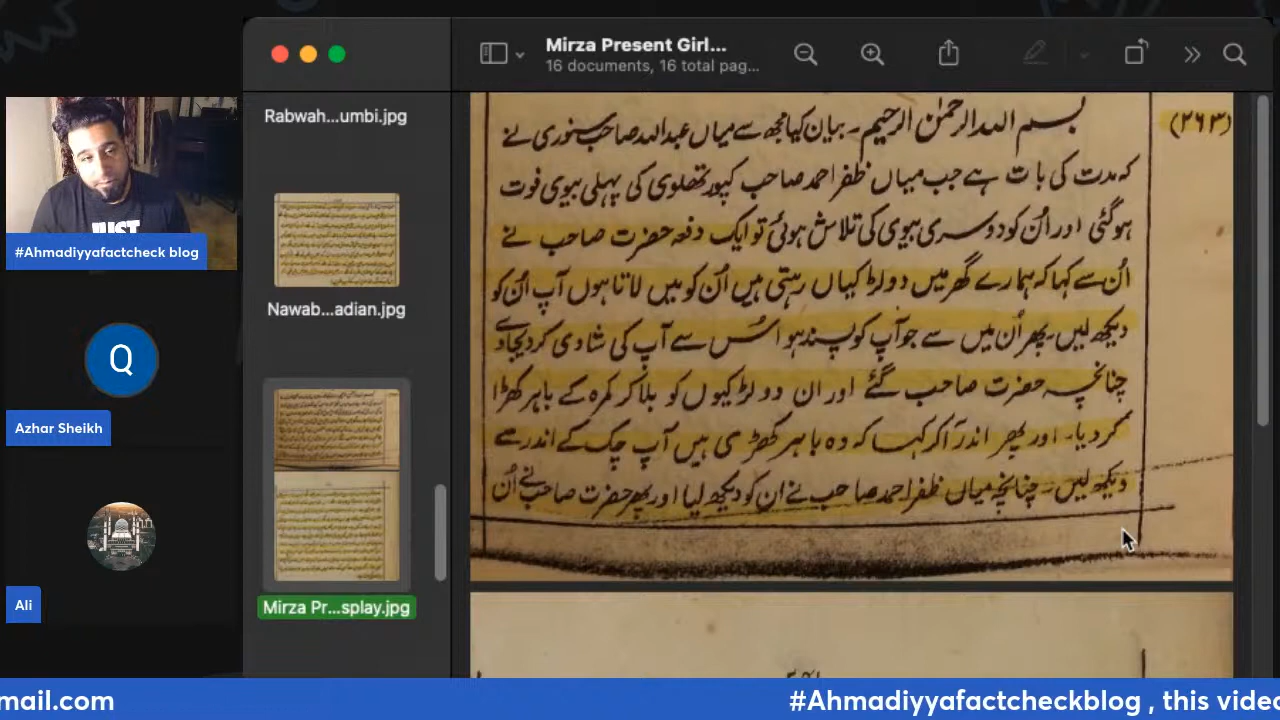 Mirza Present Girl...
16 documents, 16 total pag...
Rabwah...umbi.jpg
Nawab...adian.jpg
Mirza Pr...splay.jpg
#Ahmadiyyafactcheck blog
Q
Azhar Sheikh
Ali
(۲۶۳)
بسم اللہ الرحمٰن الرحیم۔ بیان کیا مجھ سے میاں عبداللہ صاحب سنوری نے
کہ مدت کی بات ہے جب میاں ظفر احمد صاحب کپورتھلوی کی پہلی بیوی فوت
ہوگئی اور اُن کو دوسری بیوی کی تلاش ہوئی تو ایک دفعہ حضرت صاحب نے
اُن سے کہا کہ ہمارے گھر میں دو لڑکیاں رہتی ہیں اُن کو میں لاتا ہوں آپ اُن کو
دیکھ لیں۔ پھر اُن میں سے جو آپ کو پسند ہو اُس سے آپ کی شادی کردیجاوے
چنانچہ حضرت صاحب گئے اور ان دو لڑکیوں کو بلا کر کمرہ کے باہر کھڑا
کر دیا۔ اور پھر اندر آکر کہا کہ وہ باہر کھڑی ہیں آپ چک کے اندر سے
دیکھ لیں۔ چنانچہ میاں ظفر احمد صاحب نے ان کو دیکھ لیا اور پھر حضرت صاحب نے اُن
mail.com
#Ahmadiyyafactcheckblog , this video